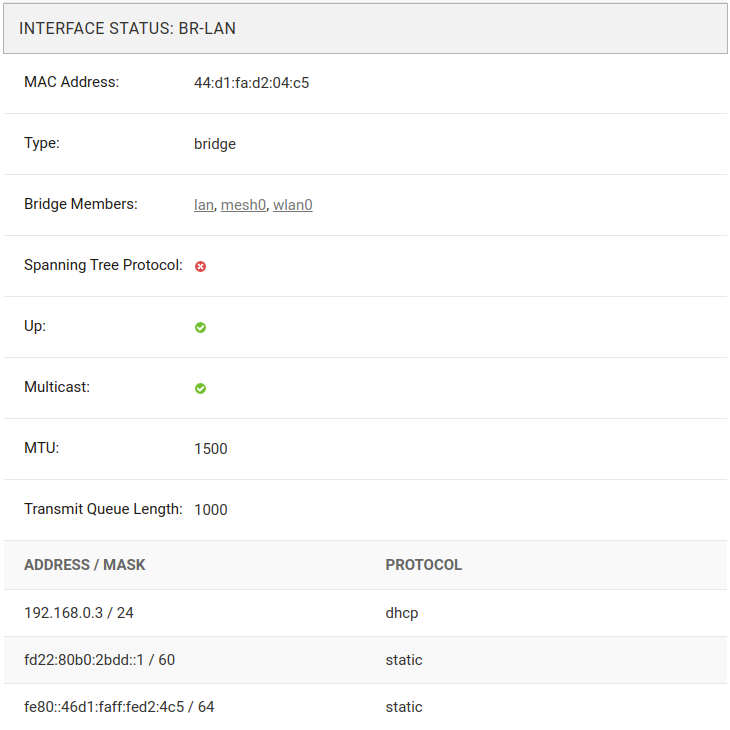 INTERFACE STATUS: BR-LAN
MAC Address: 44:d1:fa:d2:04:c5
Type: bridge
Bridge Members: lan, mesh0, wlan0
Spanning Tree Protocol:
Up:
Multicast:
MTU: 1500
Transmit Queue Length: 1000
ADDRESS / MASK PROTOCOL
192.168.0.3 / 24 dhcp
fd22:80b0:2bdd::1 / 60 static
fe80::46d1:faff:fed2:4c5 / 64 static